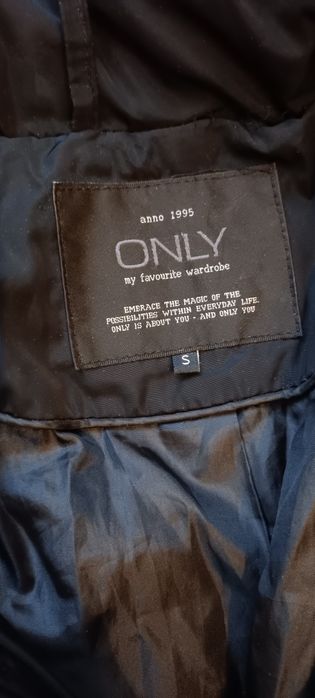 anno 1995
ONLY
my favourite wardrobe
EMBRACE THE MAGIC OF THE
POSSIBILITIES WITHIN EVERYDAY LIFE.
ONLY IS ABOUT YOU - AND ONLY YOU
S